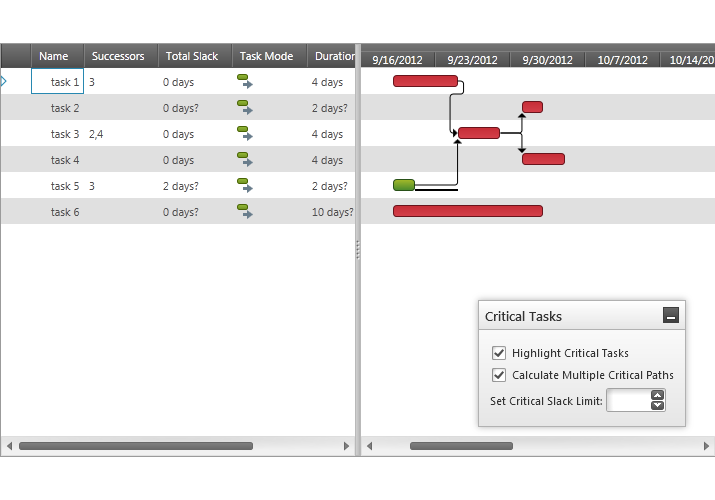 Name Successors Total Slack Task Mode Duration
9/16/2012 9/23/2012 9/30/2012 10/7/2012 10/14/20
task 1 3 0 days 4 days
task 2 0 days? 2 days?
task 3 2,4 0 days 4 days
task 4 0 days 4 days
task 5 3 2 days? 2 days?
task 6 0 days? 10 days?
Critical Tasks
Highlight Critical Tasks
Calculate Multiple Critical Paths
Set Critical Slack Limit: